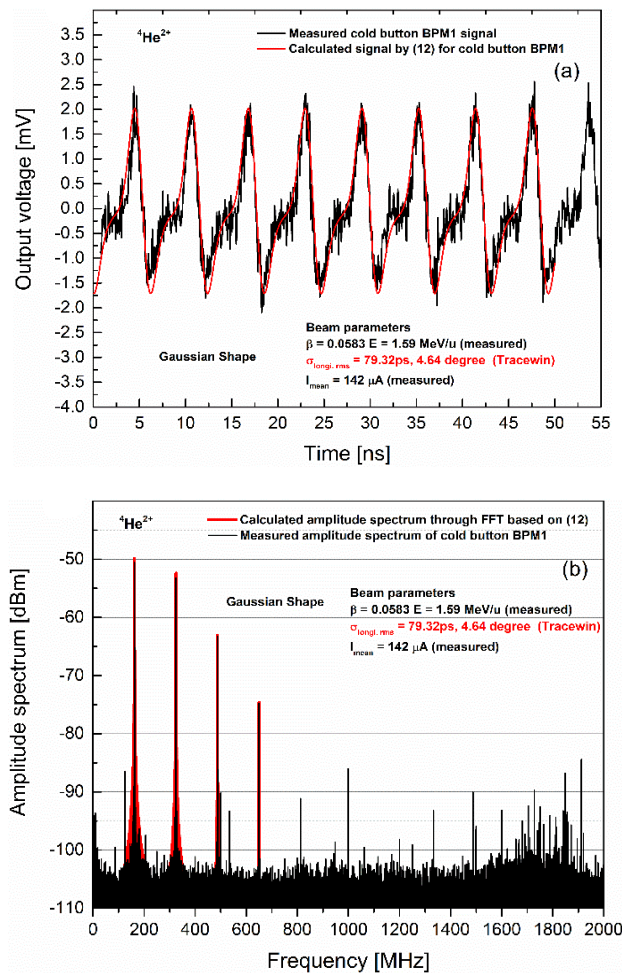 ⁴He²⁺
Measured cold button BPM1 signal
Calculated signal by (12) for cold button BPM1
(a)
3.5
3.0
2.5
2.0
1.5
1.0
0.5
0.0
-0.5
-1.0
-1.5
-2.0
-2.5
-3.0
-3.5
-4.0
Output voltage [mV]
Beam parameters
β = 0.0583 E = 1.59 MeV/u (measured)
Gaussian Shape
σlongi. rms = 79.32ps, 4.64 degree (Tracewin)
Imean = 142 μA (measured)
0 5 10 15 20 25 30 35 40 45 50 55
Time [ns]
⁴He²⁺
Calculated amplitude spectrum through FFT based on (12)
Measured amplitude spectrum of cold button BPM1
(b)
-50
-60
-70
-80
-90
-100
-110
Amplitude spectrum [dBm]
Gaussian Shape
Beam parameters
β = 0.0583 E = 1.59 MeV/u (measured)
σlongi. rms = 79.32ps, 4.64 degree (Tracewin)
Imean = 142 μA (measured)
0 200 400 600 800 1000 1200 1400 1600 1800 2000
Frequency [MHz]